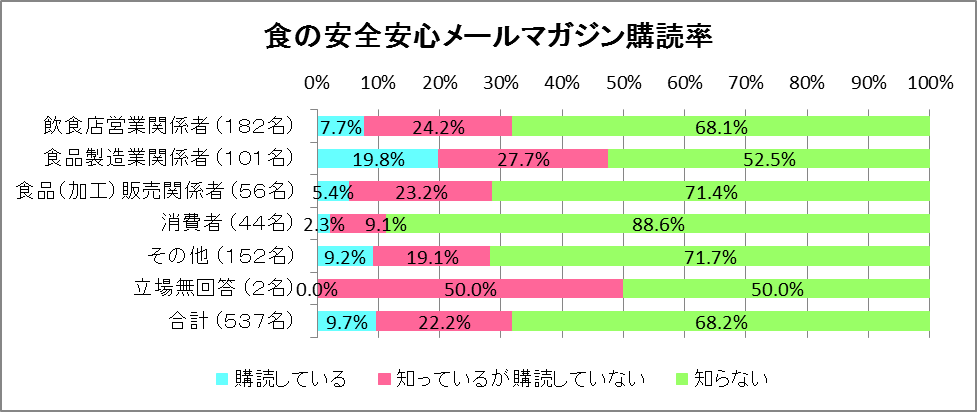 食の安全安心メールマガジン購読率
0% 10% 20% 30% 40% 50% 60% 70% 80% 90% 100%
飲食店営業関係者（182名） 7.7% 24.2% 68.1%
食品製造業関係者（101名） 19.8% 27.7% 52.5%
食品（加工）販売関係者（56名） 5.4% 23.2% 71.4%
消費者（44名） 2.3% 9.1% 88.6%
その他（152名） 9.2% 19.1% 71.7%
立場無回答（2名） 0.0% 50.0% 50.0%
合計（537名） 9.7% 22.2% 68.2%
購読している 知っているが購読していない 知らない